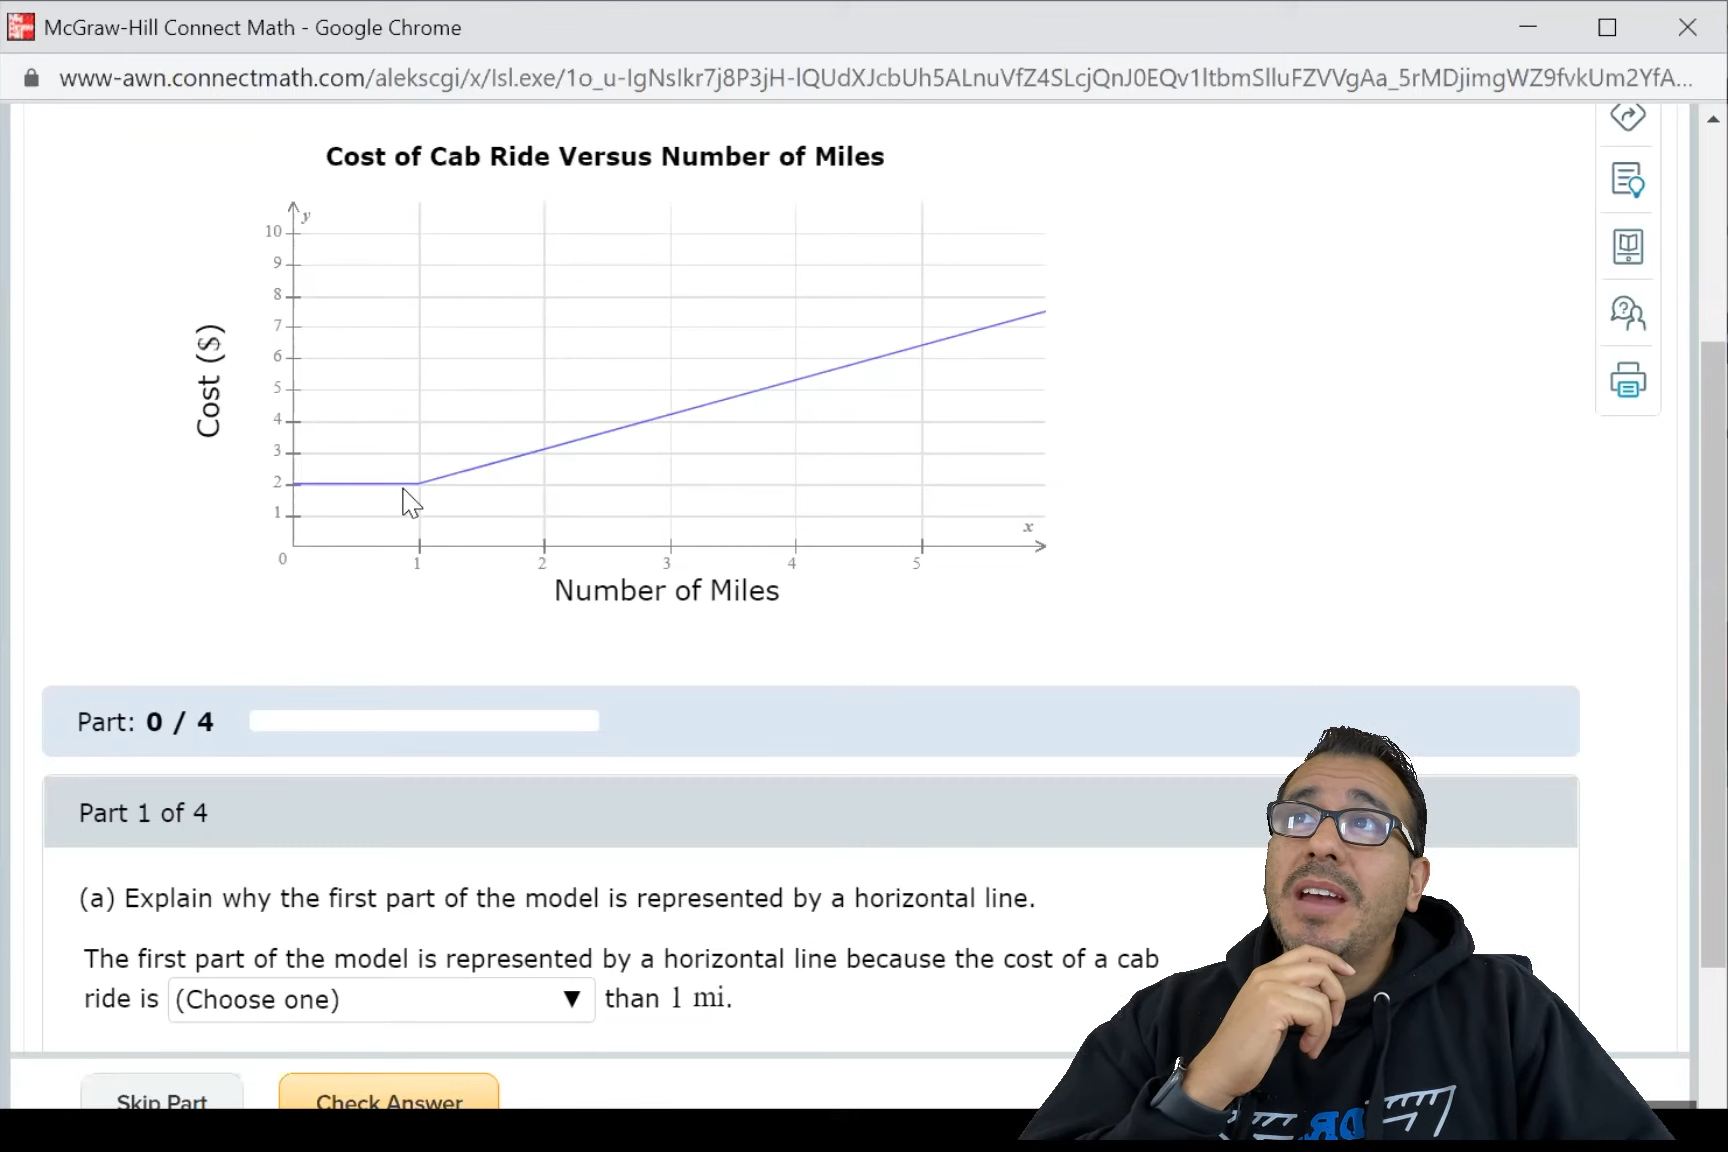 McGraw-Hill Connect Math - Google Chrome
www-awn.connectmath.com/alekscgi/x/Isl.exe/1o_u-IgNsIkr7j8P3jH-lQUdXJcbUh5ALnuVfZ4SLcjQnJ0EQv1ltbmSlluFZVVgAa_5rMDjimgWZ9fvkUm2YfA...
Cost of Cab Ride Versus Number of Miles
y
10
9
8
7
6
5
4
3
2
1
0
Cost ($)
x
1 2 3 4 5
Number of Miles
Part: 0 / 4
Part 1 of 4
(a) Explain why the first part of the model is represented by a horizontal line.
The first part of the model is represented by a horizontal line because the cost of a cab
ride is (Choose one) ▼ than 1 mi.
Skip Part Check Answer